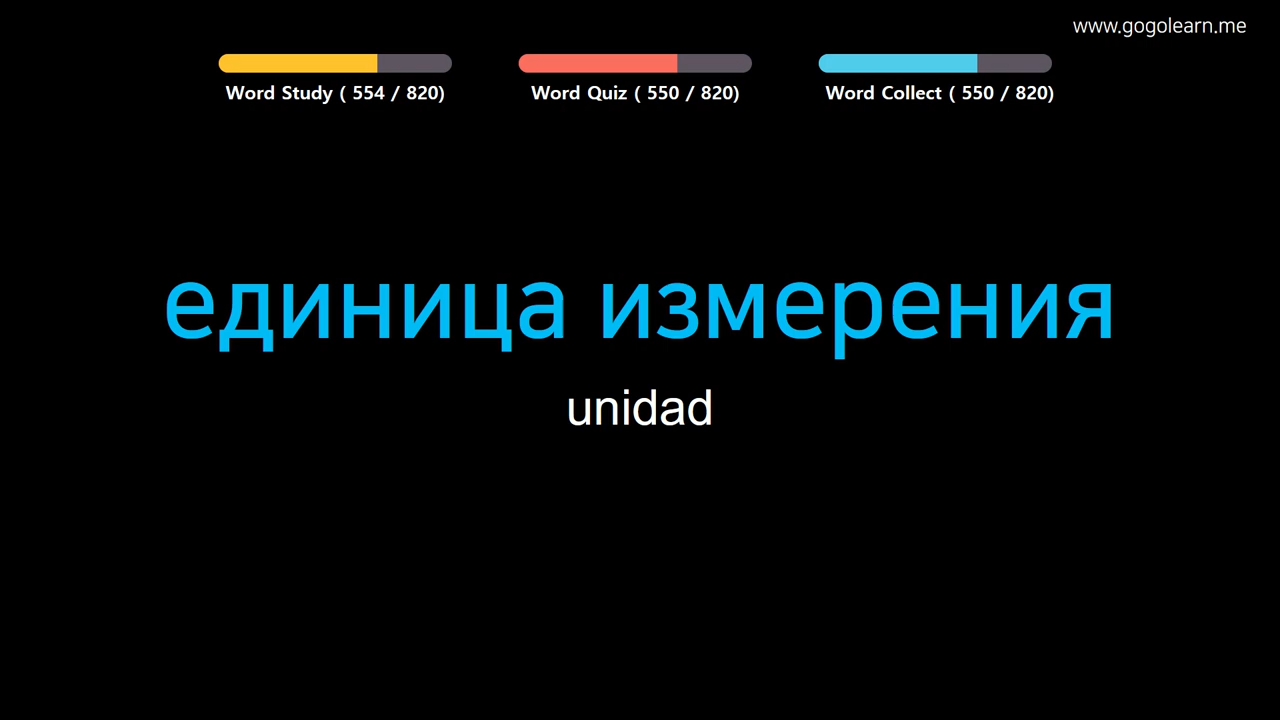 www.gogolearn.me
Word Study ( 554 / 820) Word Quiz ( 550 / 820) Word Collect ( 550 / 820)
единица измерения
unidad